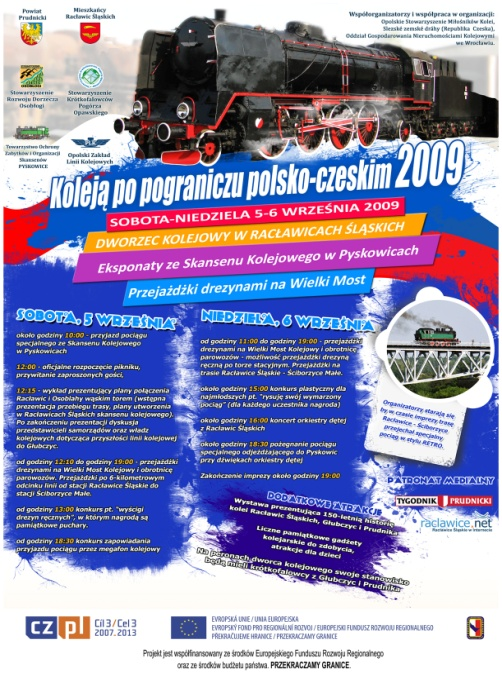 Powiat
Prudnicki
Mieszkańcy
Racławic Śląskich
Stowarzyszenie
Rozwoju Dorzecza
Osobłogi
Stowarzyszenie
Krótkofalowców
Pogórza
Opawskiego
Towarzystwo Ochrony
Zabytków i Organizacji
Skansenów
PYSKOWICE
Opolski Zakład
Linii Kolejowych
Współorganizatorzy i współpraca w organizacji:
Opolskie Stowarzyszenie Miłośników Kolei,
Slezské zemské dráhy (Republika Czeska),
Oddział Gospodarowania Nieruchomościami Kolejowymi
we Wrocławiu.
Koleją po pograniczu polsko-czeskim 2009
SOBOTA-NIEDZIELA 5-6 WRZEŚNIA 2009
DWORZEC KOLEJOWY W RACŁAWICACH ŚLĄSKICH
Eksponaty ze Skansenu Kolejowego w Pyskowicach
Przejażdżki drezynami na Wielki Most
SOBOTA, 5 WRZEŚNIA
około godziny 10:00 - przyjazd pociągu
specjalnego ze Skansenu Kolejowego
w Pyskowicach
12:00 - oficjalne rozpoczęcie pikniku,
przywitanie zaproszonych gości,
12:15 - wykład prezentujący plany połączenia
Racławic i Osoblahy wąskim torem (wstępna
prezentacja przebiegu trasy, plany utworzenia
w Racławicach Śląskich skansenu kolejowego).
Po zakończeniu prezentacji dyskusja
przedstawicieli samorządów oraz władz
kolejowych dotycząca przyszłości linii kolejowej
do Głubczyc.
od godziny 12:10 do godziny 19:00 - przejażdżki
drezynami na Wielki Most Kolejowy i obrotnicę
parowozów. Przejażdżki po 6-kilometrowym
odcinku linii od stacji Racławice Śląskie do
stacji Ściborzyce Małe.
od godziny 13:00 konkurs pt. "wyścigi
drezyn ręcznych", w którym nagrodą są
pamiątkowe puchary.
od godziny 18:30 konkurs zapowiadania
przyjazdu pociągu przez megafon kolejowy
NIEDZIELA, 6 WRZEŚNIA
od godziny 11:00 do godziny 19:00 - przejażdżki
drezynami na Wielki Most Kolejowy i obrotnicę
parowozów - możliwość przejażdżki drezyną
ręczną po torze stacyjnym. Przejażdżki na
trasie Racławice Śląskie - Ściborzyce Małe.
około godziny 15:00 konkurs plastyczny dla
najmłodszych pt. "rysuję swój wymarzony
pociąg" (dla każdego uczestnika nagroda)
około godziny 16:00 koncert orkiestry dętej
z Racławic Śląskich
około godziny 18:30 pożegnanie pociągu
specjalnego odjeżdżającego do Pyskowic
przy dźwiękach orkiestry dętej
Zakończenie imprezy około godziny 19:00
DODATKOWE ATRAKCJE
Wystawa prezentująca 150-letnią historię
kolei Racławic Śląskich, Głubczyc i Prudnika
Liczne pamiątkowe gadżety
kolejarskie do zdobycia,
atrakcje dla dzieci
Na peronach dworca kolejowego swoje stanowisko
będą mieli krótkofalowcy z Głubczyc i Prudnika
Organizatorzy starają się
by w czasie imprezy trasę
Racławice - Ściborzyce
przejechał specjalny
pociąg w stylu RETRO.
PATRONAT MEDIALNY
TYGODNIK PRUDNICKI
racławice.net
Racławice Śląskie w Internecie
cz pl
Cíl 3 / Cel 3
2007.2013
EVROPSKÁ UNIE / UNIA EUROPEJSKA
EVROPSKÝ FOND PRO REGIONÁLNÍ ROZVOJ / EUROPEJSKI FUNDUSZ ROZWOJU REGIONALNEGO
PŘEKRAČUJEME HRANICE / PRZEKRACZAMY GRANICE
Projekt jest współfinansowany ze środków Europejskiego Funduszu Rozwoju Regionalnego
oraz ze środków budżetu państwa. PRZEKRACZAMY GRANICE.